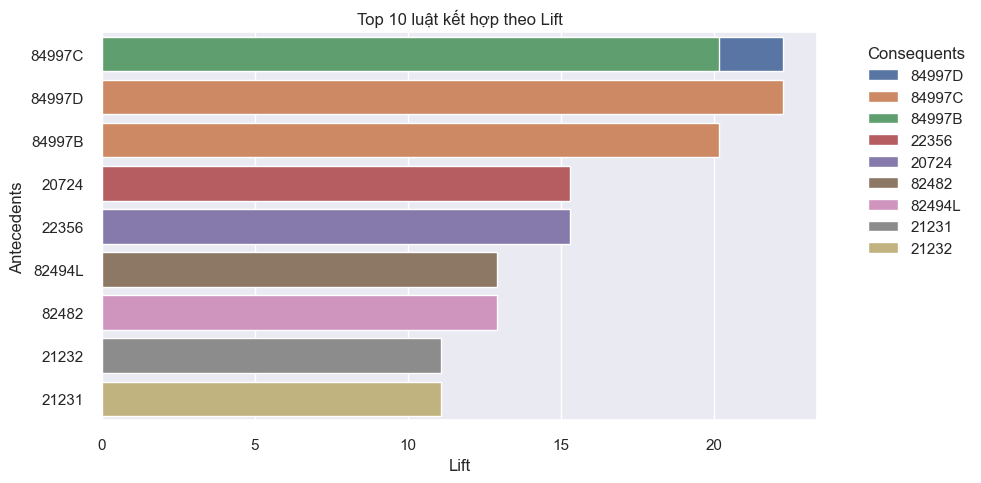 Top 10 luật kết hợp theo Lift
Antecedents
84997C
84997D
84997B
20724
22356
82494L
82482
21232
21231
0
5
10
15
20
Lift
Consequents
84997D
84997C
84997B
22356
20724
82482
82494L
21231
21232